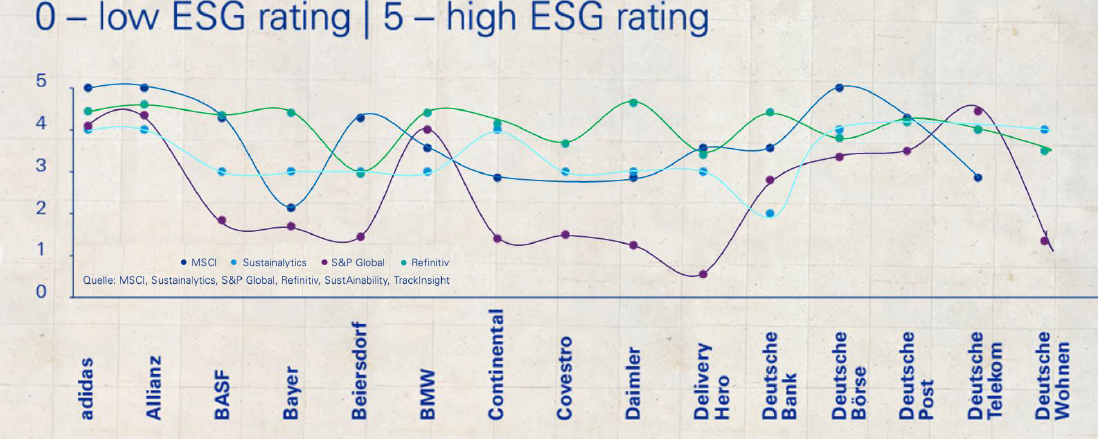 0 – low ESG rating | 5 – high ESG rating
5
4
3
2
1
0
MSCI Sustainalytics S&P Global Refinitiv
Quelle: MSCI, Sustainalytics, S&P Global, Refinitiv, SustAinability, TrackInsight
adidas
Allianz
BASF
Bayer
Beiersdorf
BMW
Continental
Covestro
Daimler
Delivery
Hero
Deutsche
Bank
Deutsche
Börse
Deutsche
Post
Deutsche
Telekom
Deutsche
Wohnen